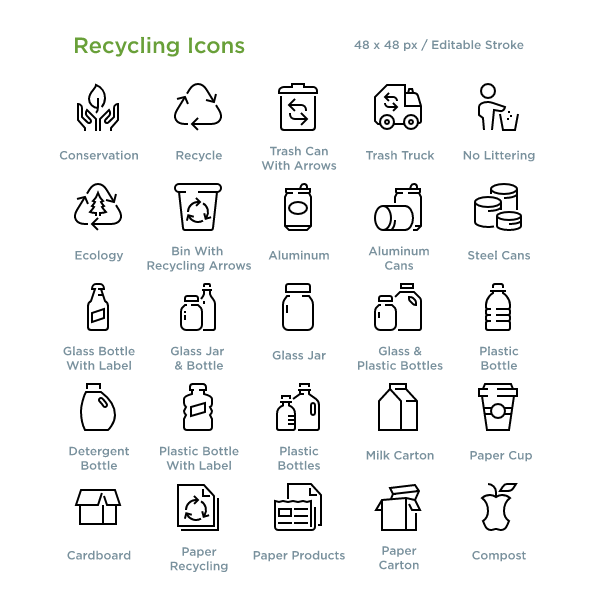 Recycling Icons
48 x 48 px / Editable Stroke
Conservation
Recycle
Trash Can
With Arrows
Trash Truck
No Littering
Ecology
Bin With
Recycling Arrows
Aluminum
Aluminum
Cans
Steel Cans
Glass Bottle
With Label
Glass Jar
& Bottle
Glass Jar
Glass &
Plastic Bottles
Plastic
Bottle
Detergent
Bottle
Plastic Bottle
With Label
Plastic
Bottles
Milk Carton
Paper Cup
Cardboard
Paper
Recycling
Paper Products
Paper
Carton
Compost